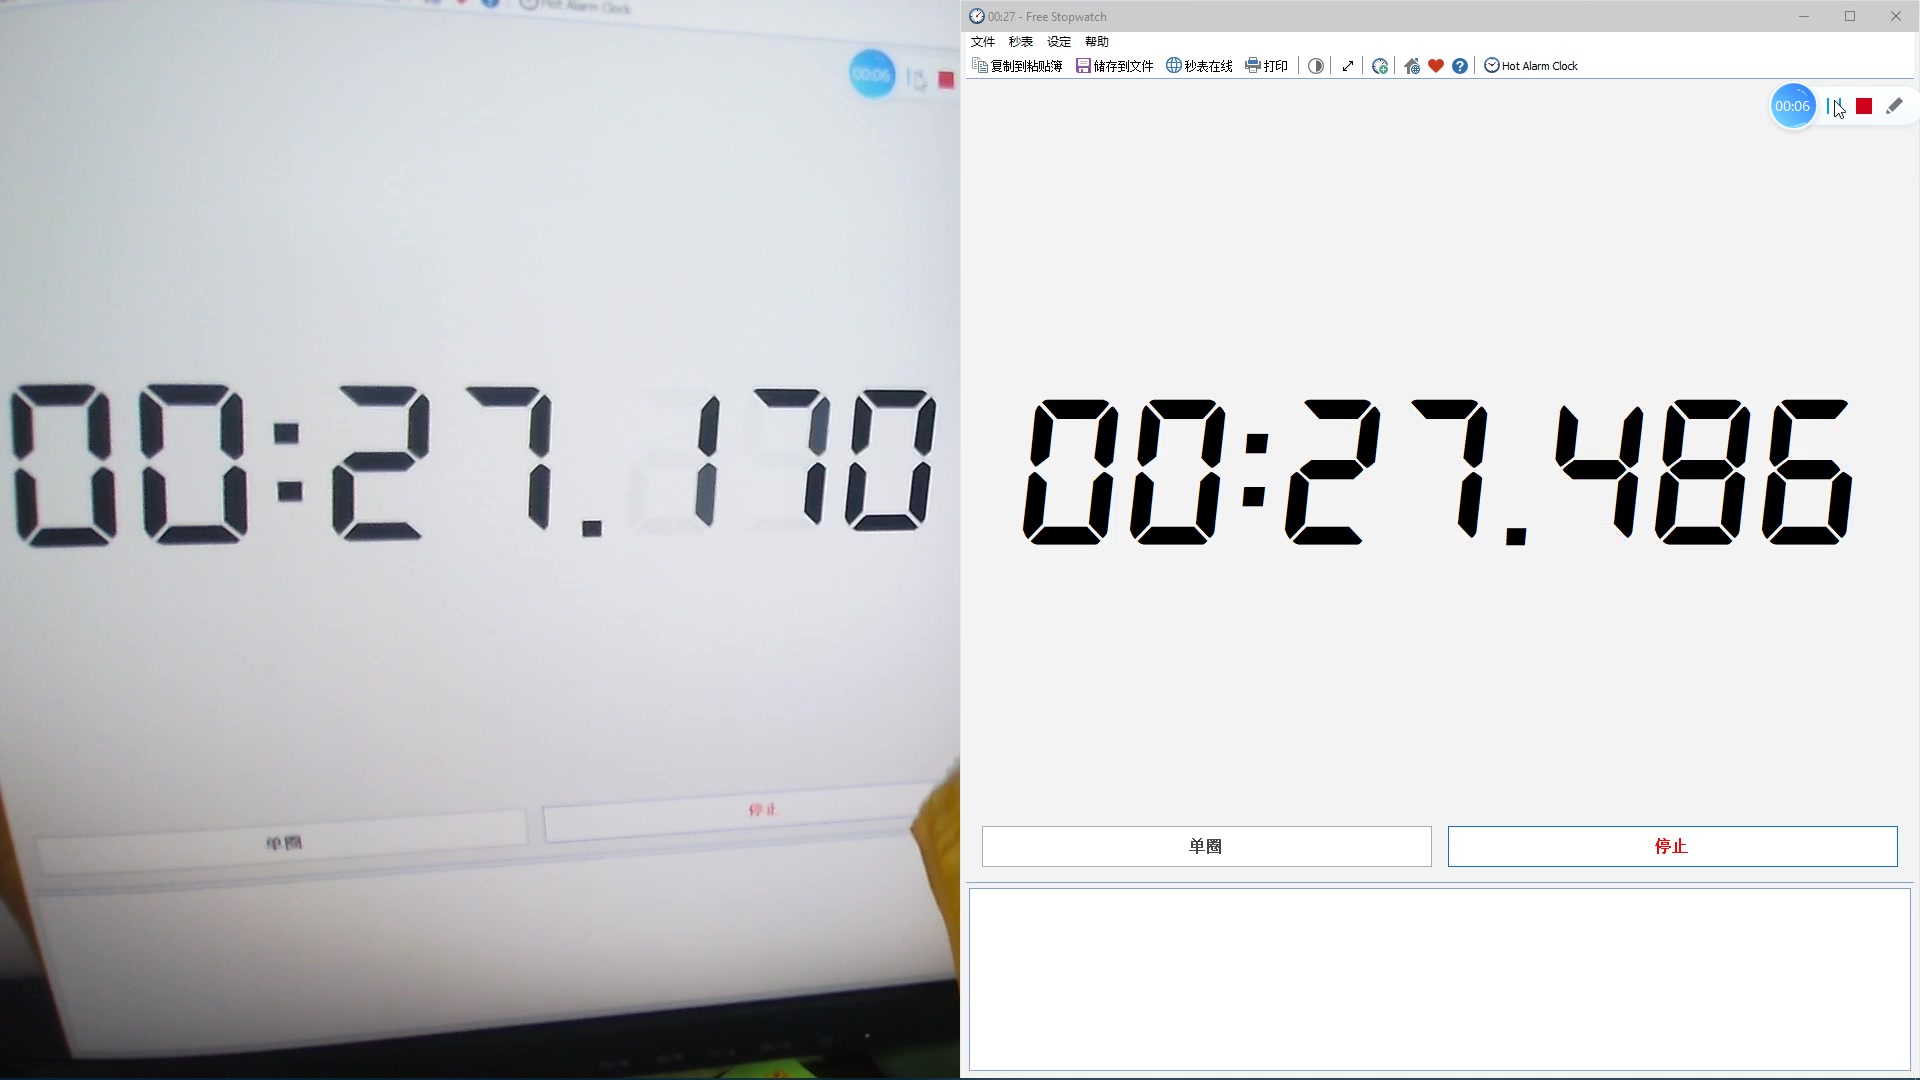 Hot Alarm Clock
00:06
00:27.170
单圈
停止
00:27 - Free Stopwatch
文件 秒表 设定 帮助
复制到粘贴簿 储存到文件 秒表在线 打印 Hot Alarm Clock
00:06
00:27.486
单圈 停止